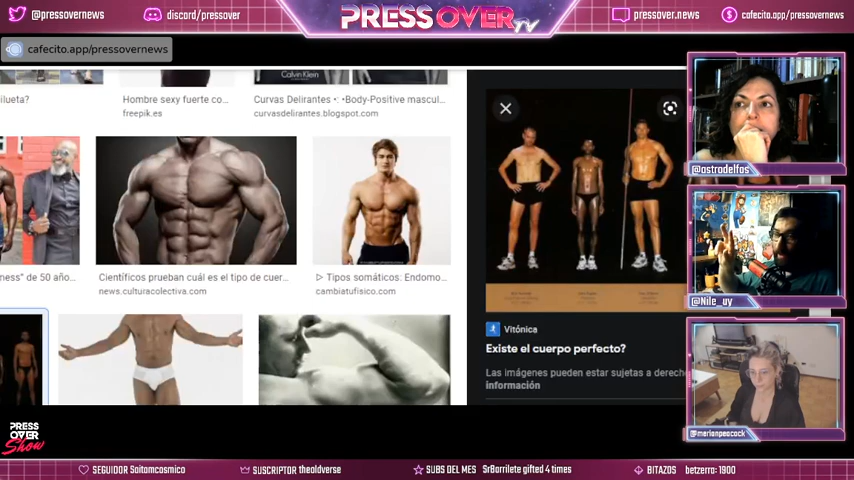 @pressovernews
discord/pressover
PRESS OVER TV
pressover.news
cafecito.app/pressovernews
cafecito.app/pressovernews
Calvin Klein
ilueta?
Hombre sexy fuerte co...
Curvas Delirantes •: •Body-Positive mascul...
freepik.es
curvasdelirantes.blogspot.com
@astrodelfos
ness" de 50 año...
Científicos prueban cuál es el tipo de cuer...
▷ Tipos somáticos: Endomo...
news.culturacolectiva.com
cambiatufisico.com
@Nile_uy
Vitónica
Existe el cuerpo perfecto?
Las imágenes pueden estar sujetas a derech
información
@merianpeacock
PRESS
OVER
Show
SEGUIDOR Saitamcosmico
SUSCRIPTOR theoldverse
SUBS DEL MES SrBarrilete gifted 4 times
BITAZOS betzerra: 1900